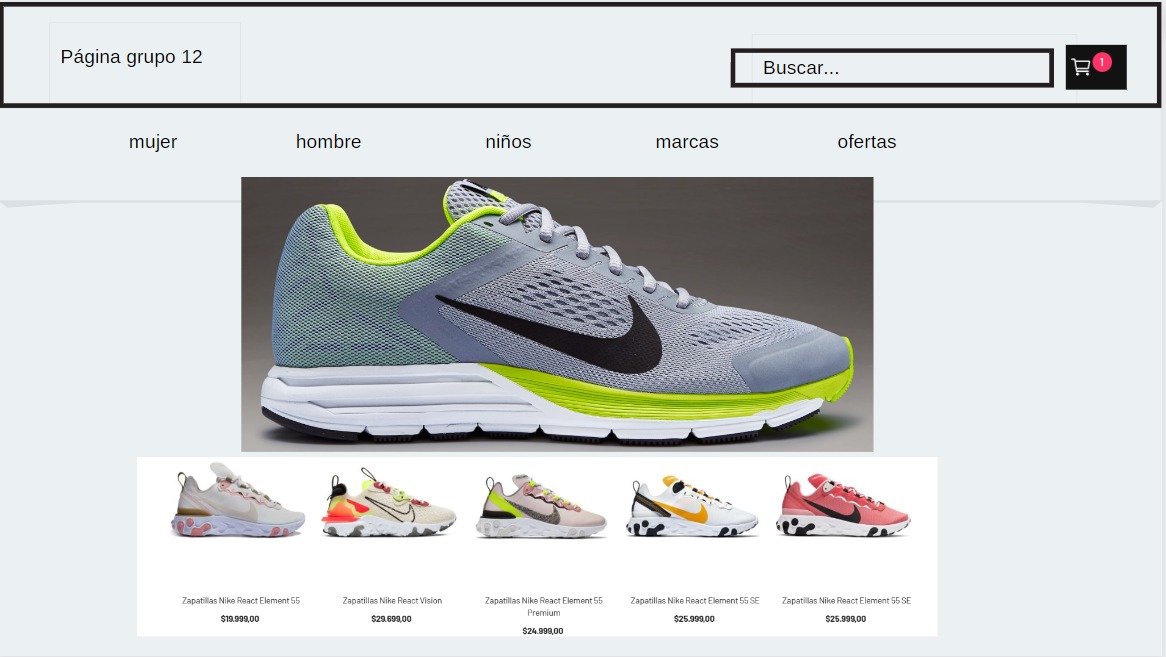 Página grupo 12
Buscar...
1
mujer
hombre
niños
marcas
ofertas
Zapatillas Nike React Element 55
$19.999,00
Zapatillas Nike React Vision
$29.699,00
Zapatillas Nike React Element 55
Premium
$24.999,00
Zapatillas Nike React Element 55 SE
$25.999,00
Zapatillas Nike React Element 55 SE
$25.999,00